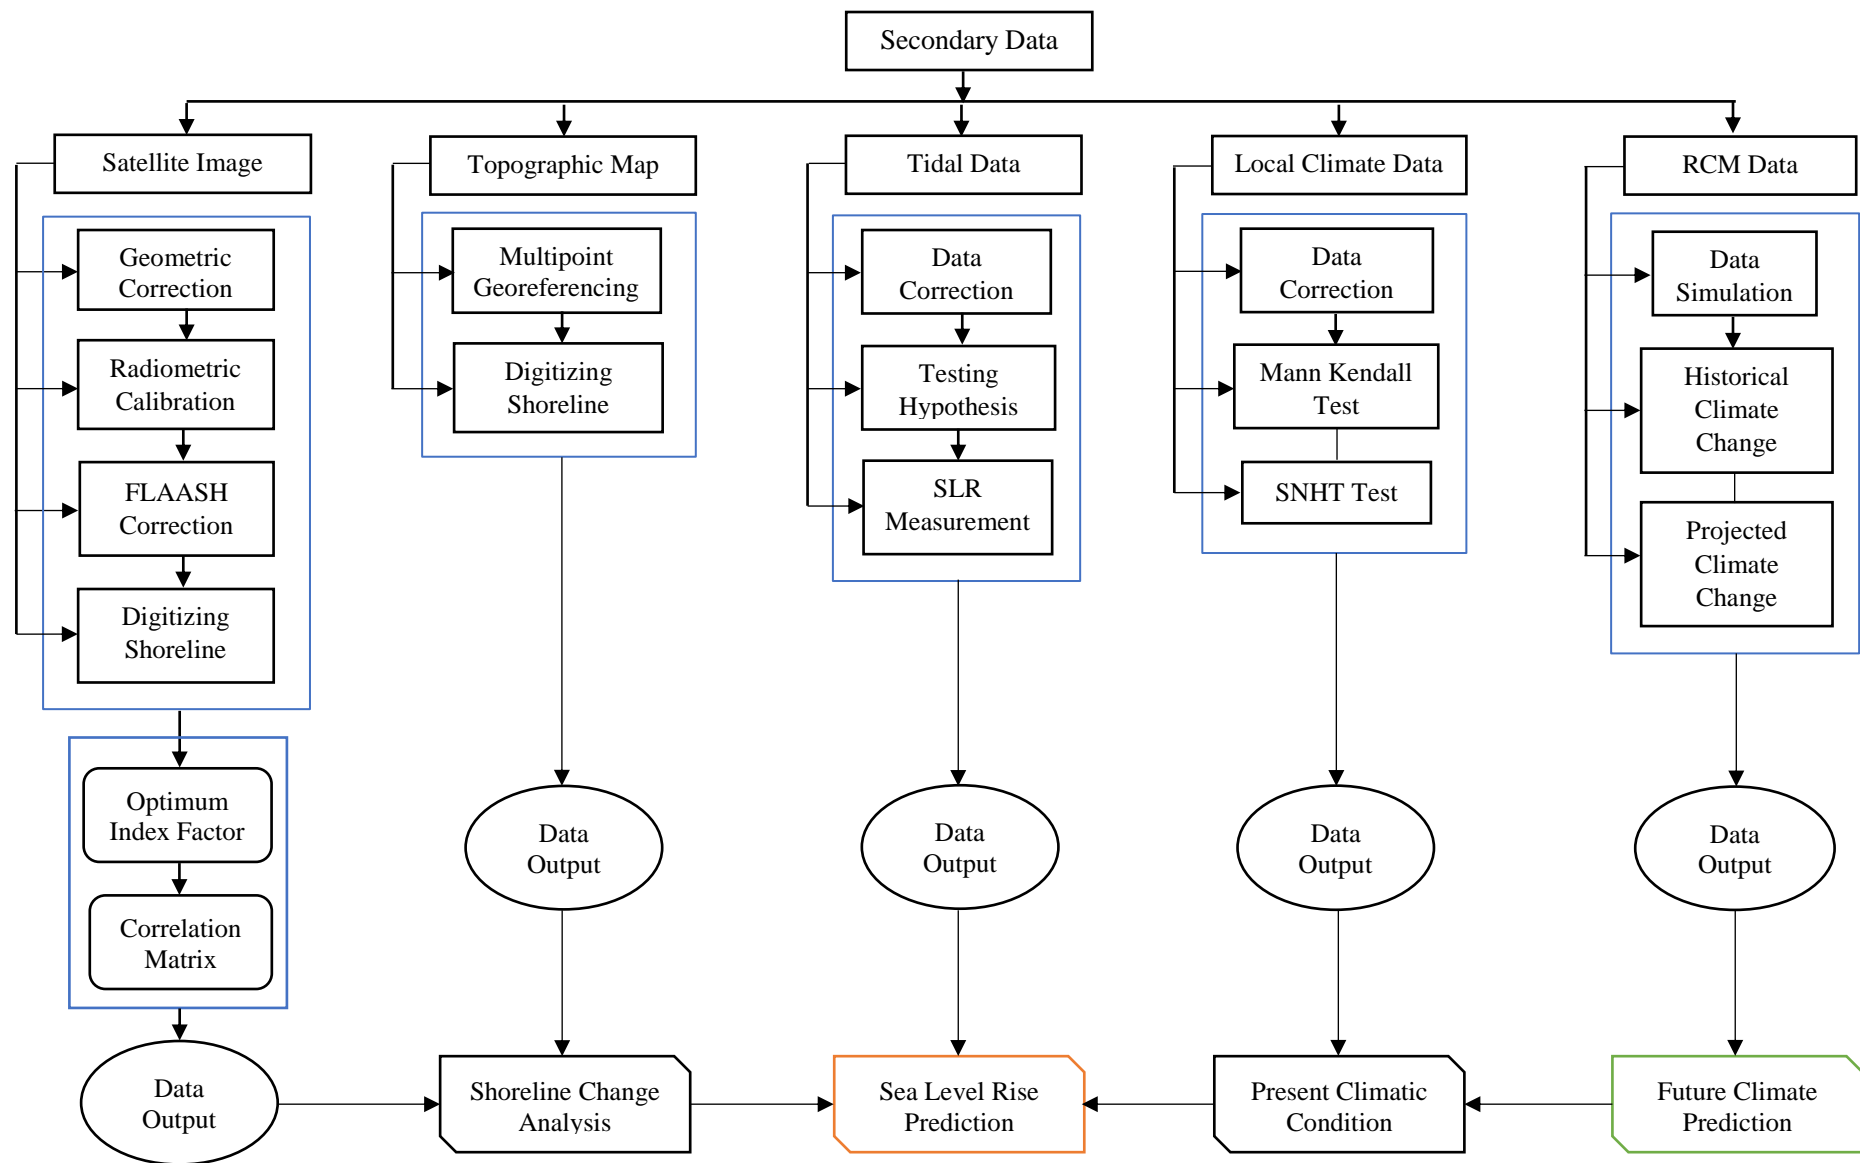 Secondary Data
Satellite Image
Topographic Map
Tidal Data
Local Climate Data
RCM Data
Geometric
Correction
Radiometric
Calibration
FLAASH
Correction
Digitizing
Shoreline
Optimum
Index Factor
Correlation
Matrix
Data
Output
Multipoint
Georeferencing
Digitizing
Shoreline
Data
Output
Shoreline Change
Analysis
Data
Correction
Testing
Hypothesis
SLR
Measurement
Data
Output
Sea Level Rise
Prediction
Data
Correction
Mann Kendall
Test
SNHT Test
Data
Output
Present Climatic
Condition
Data
Simulation
Historical
Climate
Change
Projected
Climate
Change
Data
Output
Future Climate
Prediction